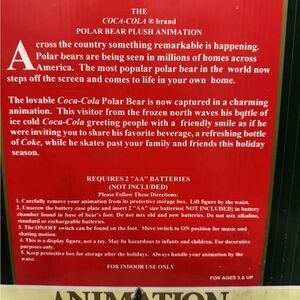 THE
COCA-COLA ® brand
POLAR BEAR PLUSH ANIMATION
Across the country something remarkable is happening.
Polar bears are being seen in millions of homes across
America. The most popular polar bear in the world now
steps off the screen and comes to life in your own home.
The lovable Coca-Cola Polar Bear is now captured in a charming
animation. This visitor from the frozen north waves his bottle of
ice cold Coca-Cola greeting people with a friendly smile as if he
were inviting you to share his favorite beverage, a refreshing bottle
of Coke, while he skates past your family and friends this holiday
season.
REQUIRES 2 "AA" BATTERIES
(NOT INCLUDED)
Please Follow These Directions:
1. Carefully remove your animation from its protective storage box. Lift figure by the waist.
2. Unscrew the battery case plate and insert 2 "AA" size batteries( NOT INCLUDED; in battery
chamber found in base of bear's foot. Do not mix old and new batteries. Do not mix alkaline,
standard or rechargeable batteries.
3. The ON/OFF switch can be found on the foot. Move switch to ON position for music and
skating motion.
4. This is a display figure, not a toy. May be hazardous to infants and children. For decorative
purposes only.
5. Keep protective box for storage after the holidays. Always handle your animation by the
waist.
FOR INDOOR USE ONLY
FOR AGES 3 & UP
ANIMATION